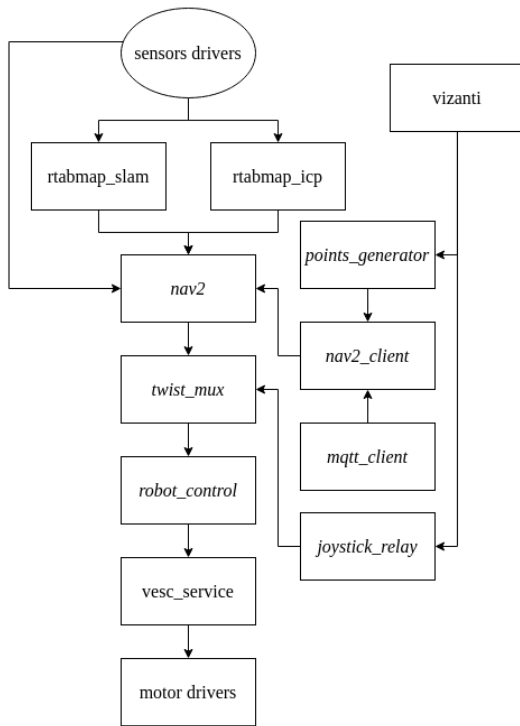 sensors drivers
vizanti
rtabmap_slam
rtabmap_icp
points_generator
nav2
nav2_client
twist_mux
mqtt_client
robot_control
joystick_relay
vesc_service
motor drivers